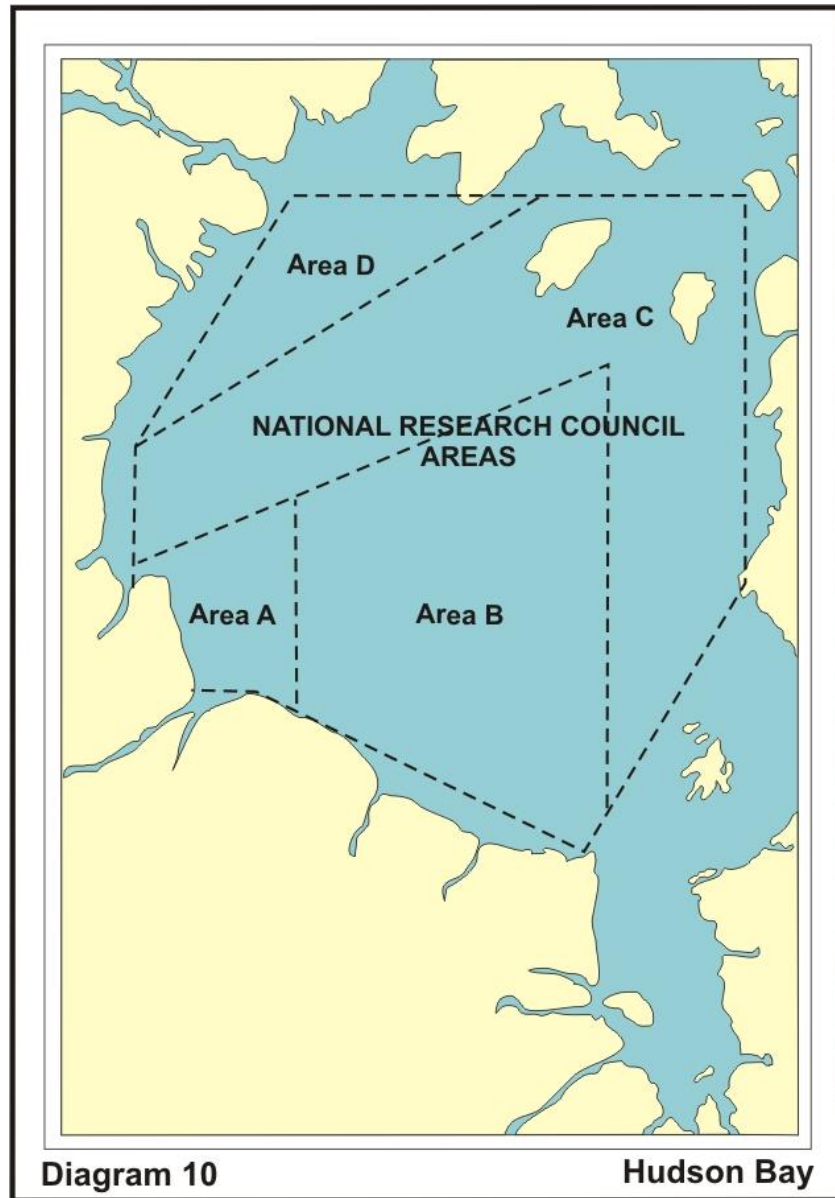 Area D
Area C
NATIONAL RESEARCH COUNCIL
AREAS
Area A
Area B
Diagram 10
Hudson Bay